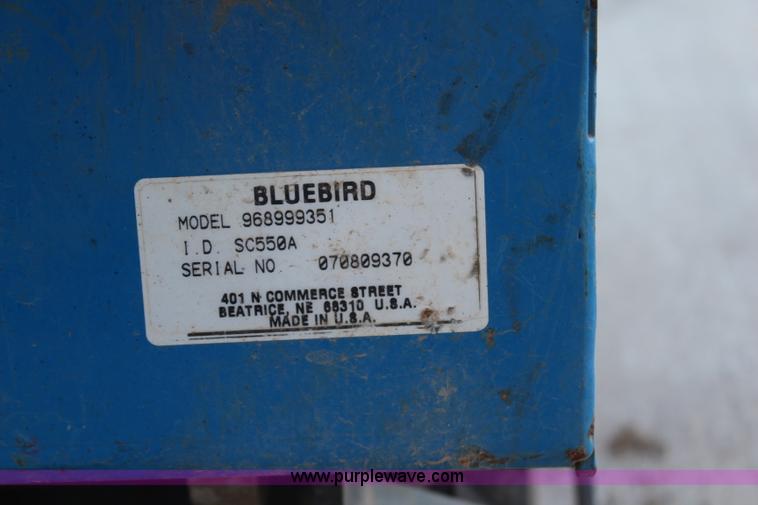 BLUEBIRD
MODEL 968999351
I.D. SC550A
SERIAL NO. 070809370
401 N COMMERCE STREET
BEATRICE, NE 68310 U.S.A.
MADE IN U.S.A.
www.purplewave.com